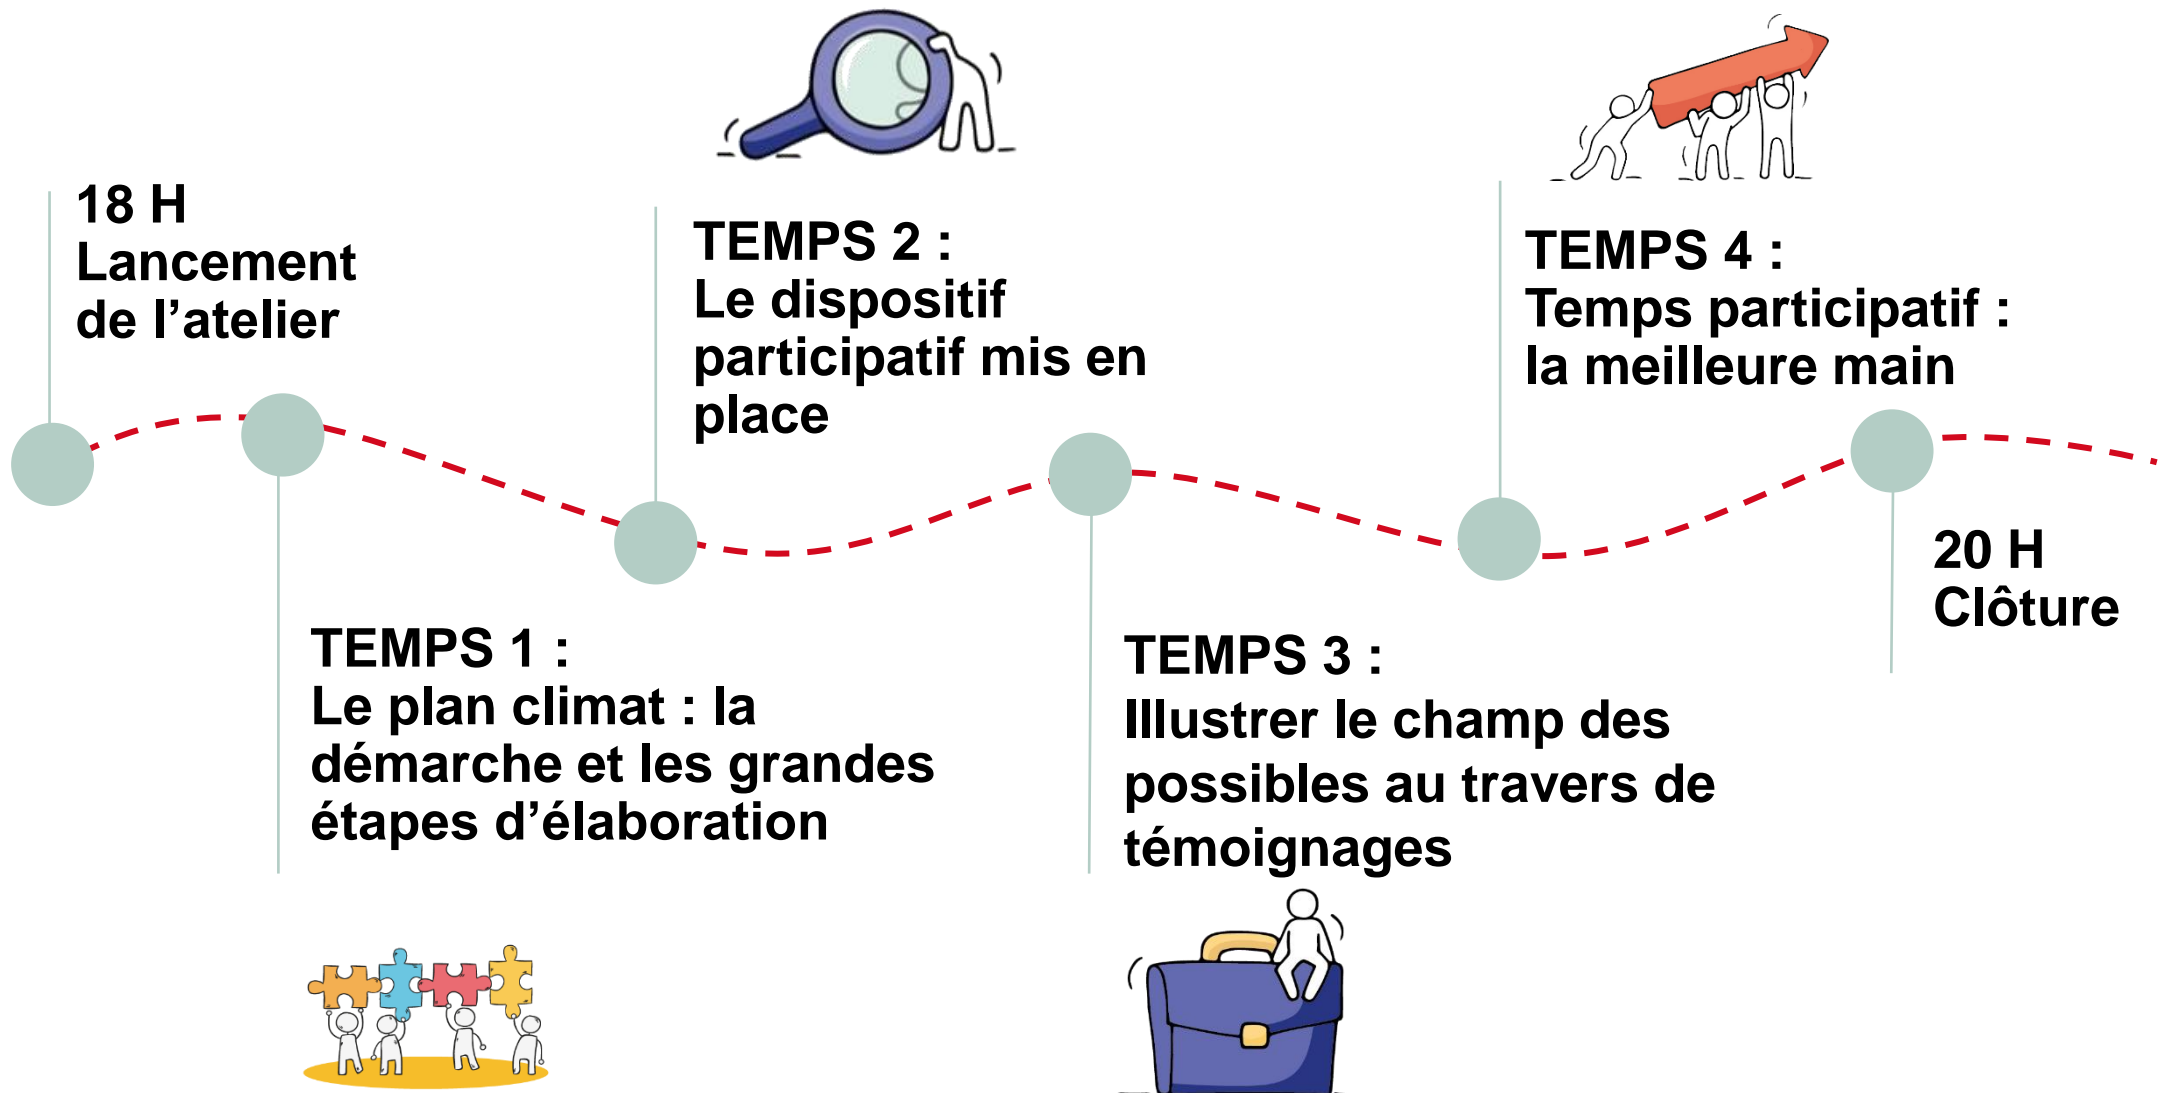 18 H
Lancement
de l’atelier
TEMPS 1 :
Le plan climat : la
démarche et les grandes
étapes d’élaboration
TEMPS 2 :
Le dispositif
participatif mis en
place
TEMPS 3 :
Illustrer le champ des
possibles au travers de
témoignages
TEMPS 4 :
Temps participatif :
la meilleure main
20 H
Clôture